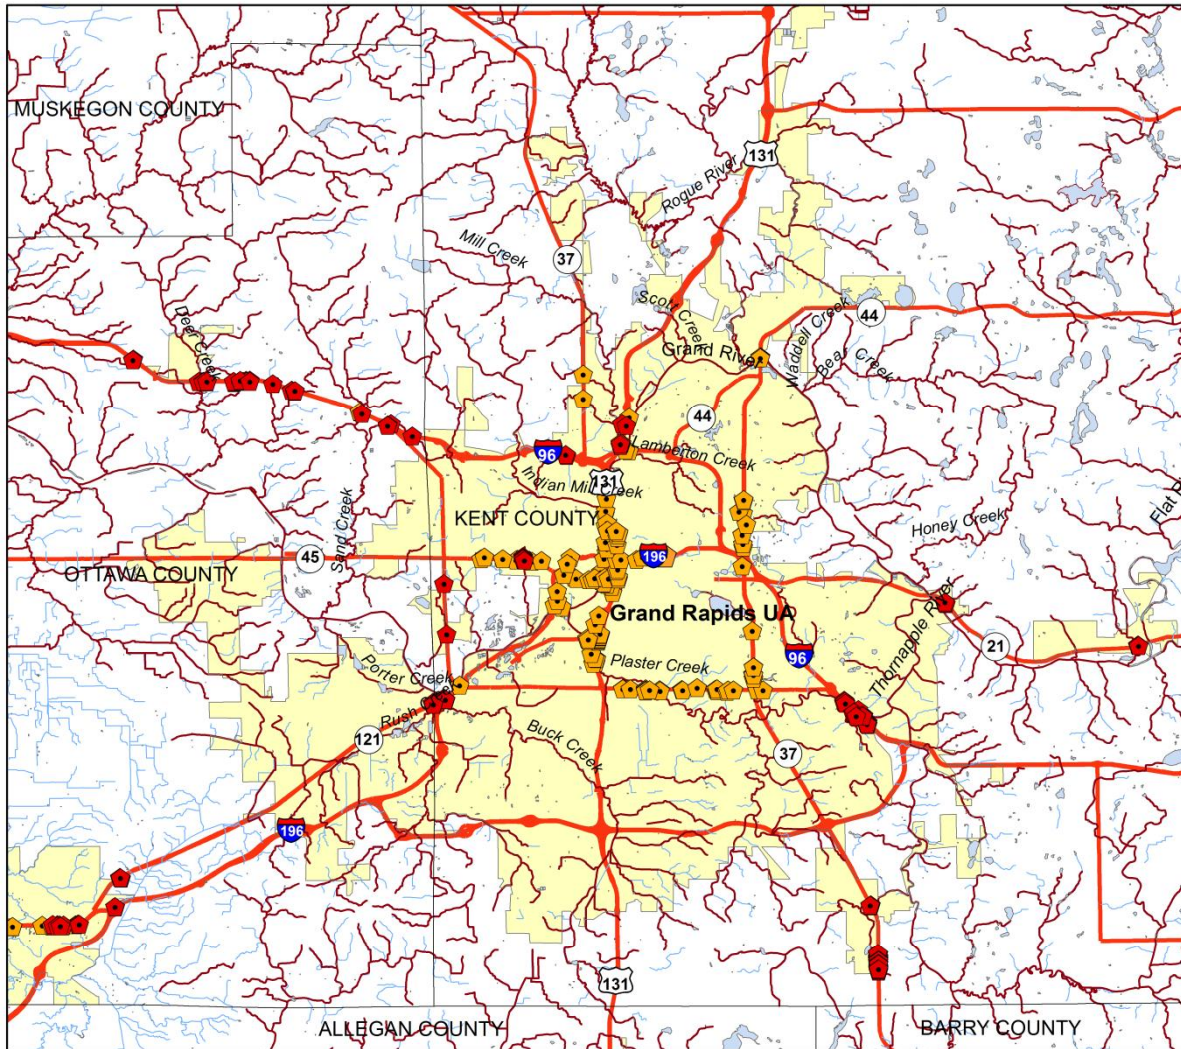 MUSKEGON COUNTY
131
Rogue River
Mill Creek
37
Scott Creek
44
Waddell Creek
Deer Creek
Grand River
Bear Creek
44
Lamberton Creek
96
131
Indian Mill Creek
KENT COUNTY
Sand Creek
Honey Creek
Flat R
45
196
OTTAWA COUNTY
Grand Rapids UA
Thornapple River
21
96
Plaster Creek
Porter Creek
Rush
Buck Creek
121
37
196
131
ALLEGAN COUNTY
BARRY COUNTY